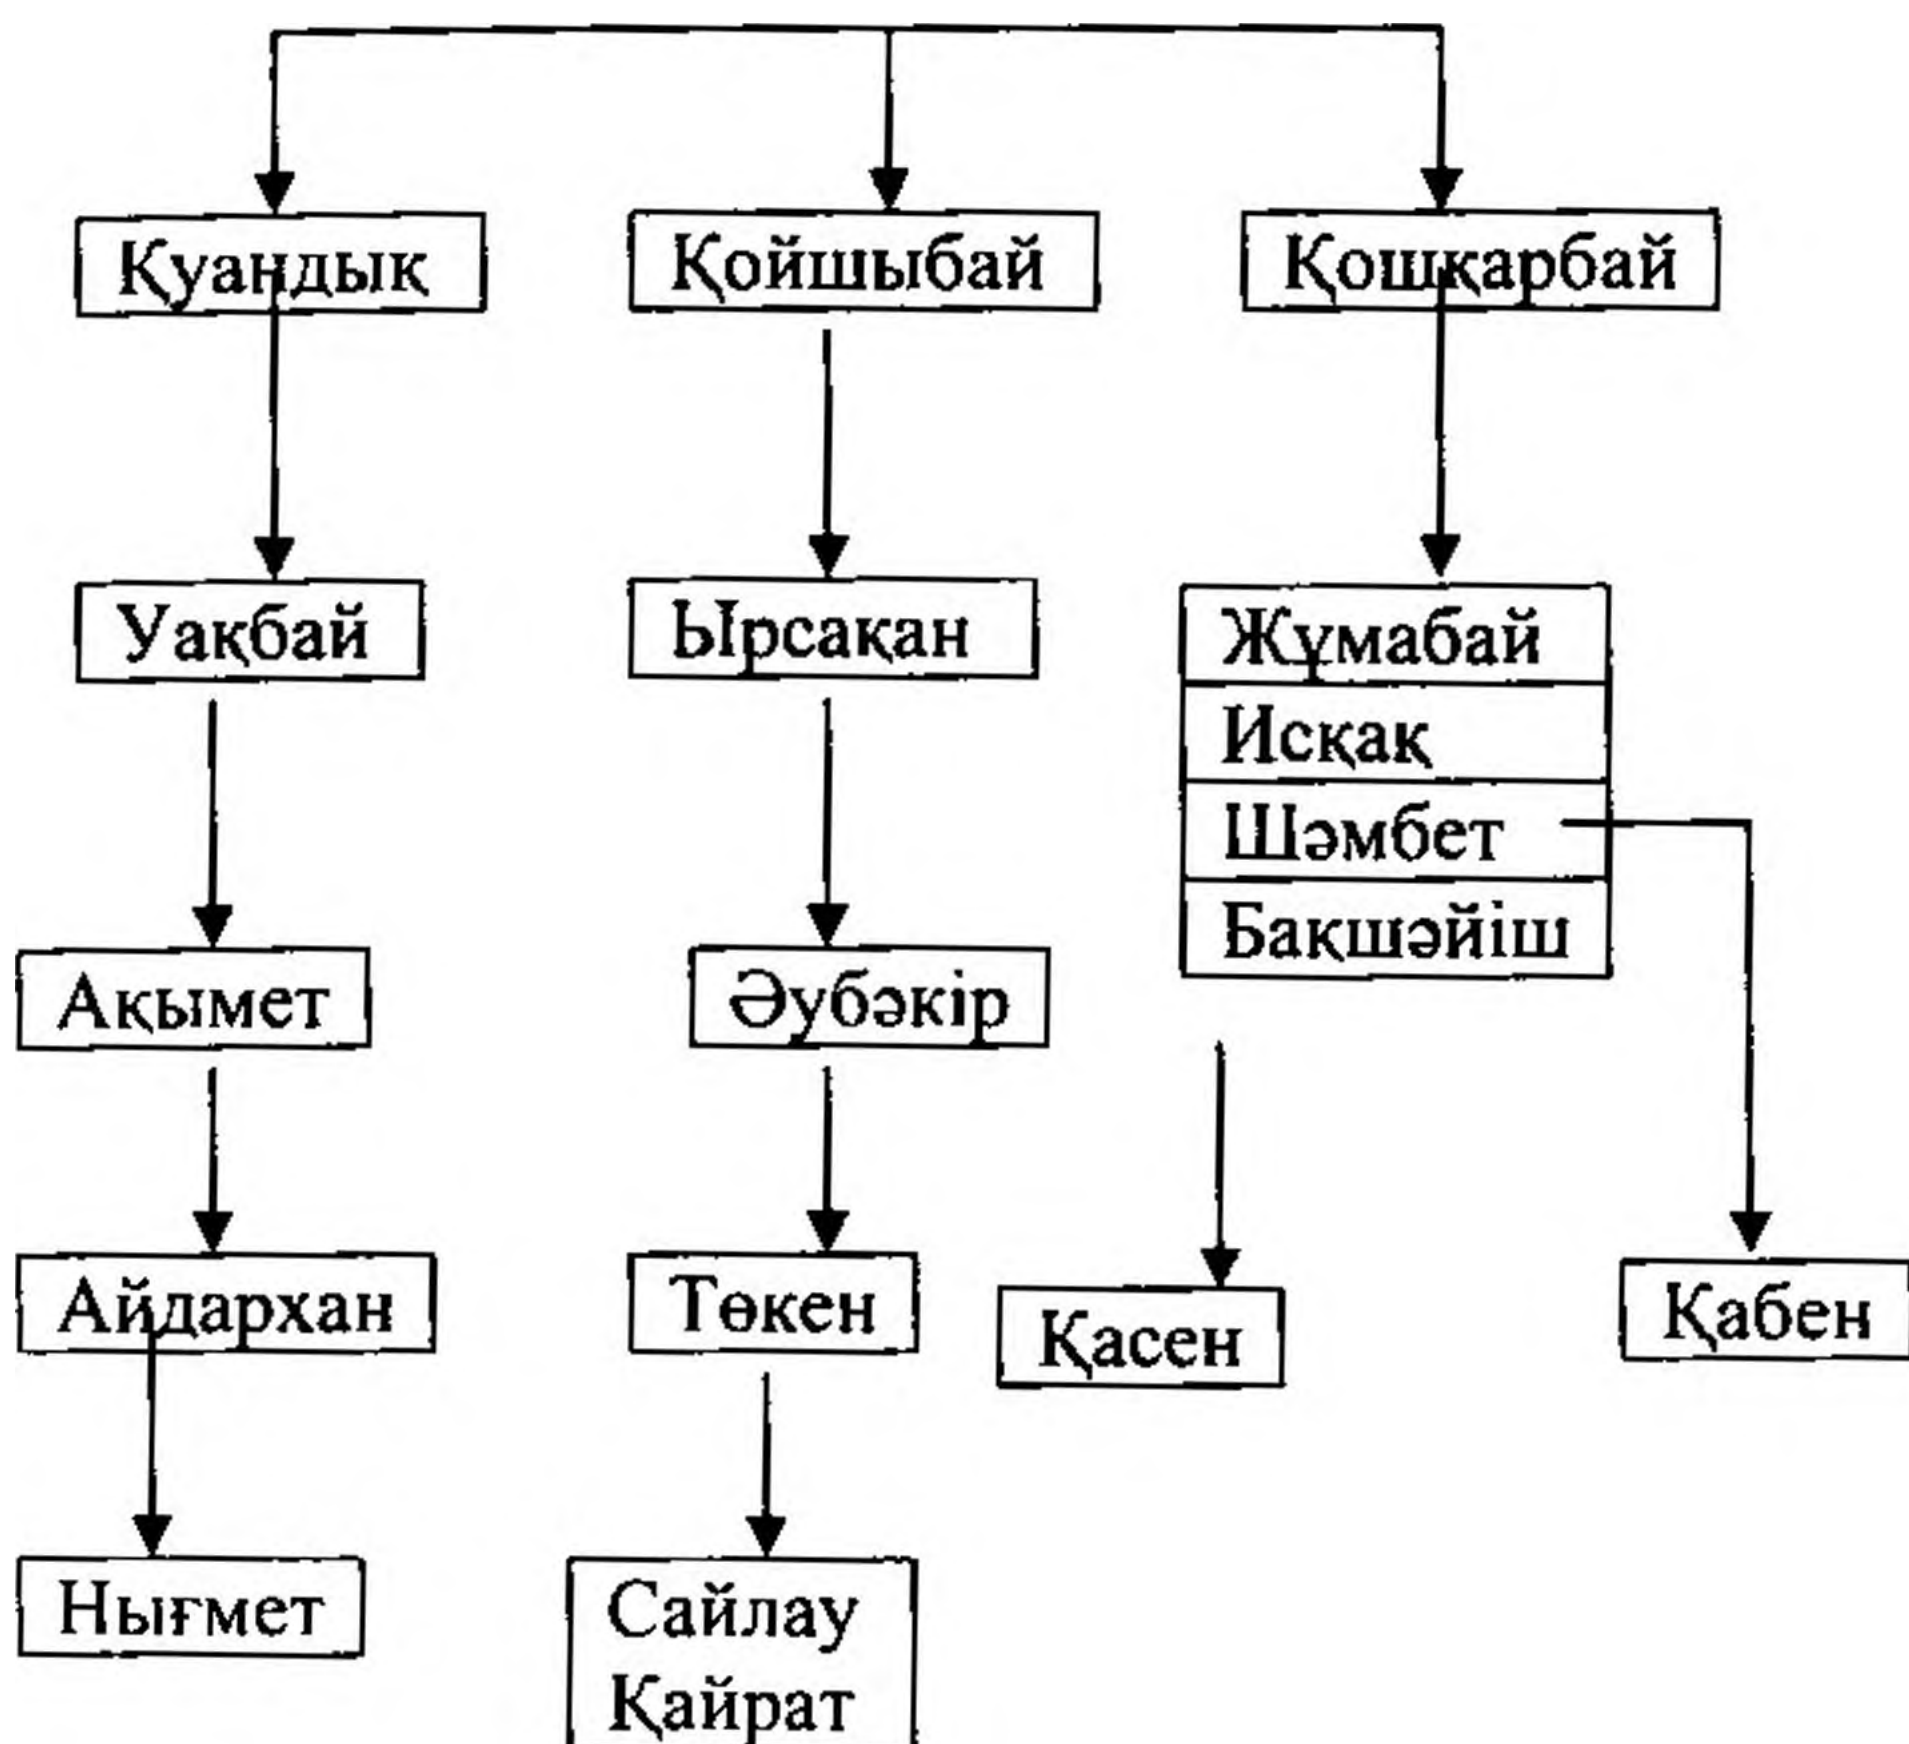 Қуандық
Қойшыбай
Қошқарбай
Уақбай
Ырсақан
Жұмабай
Исқақ
Шәмбет
Бақшәйіш
Ақымет
Әубәкір
Айдархан
Төкен
Қасен
Қабен
Нығмет
Сайлау
Қайрат